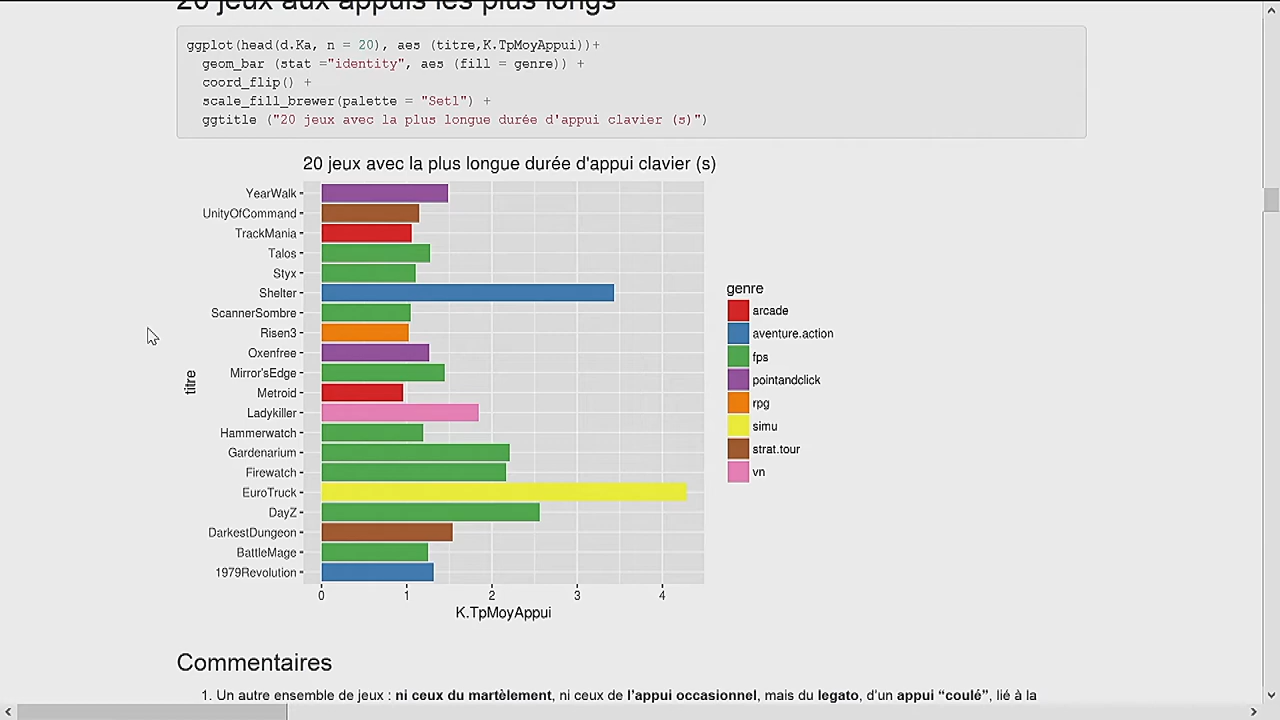 20 jeux aux appuis les plus longs
ggplot(head(d.Ka, n = 20), aes (titre,K.TpMoyAppui))+
geom_bar (stat ="identity", aes (fill = genre)) +
coord_flip() +
scale_fill_brewer(palette = "Set1") +
ggtitle ("20 jeux avec la plus longue durée d'appui clavier (s)")
20 jeux avec la plus longue durée d'appui clavier (s)
YearWalk
UnityOfCommand
TrackMania
Talos
Styx
Shelter
ScannerSombre
Risen3
Oxenfree
Mirror'sEdge
Metroid
Ladykiller
Hammerwatch
Gardenarium
Firewatch
EuroTruck
DayZ
DarkestDungeon
BattleMage
1979Revolution
titre
0 1 2 3 4
K.TpMoyAppui
genre
arcade
aventure.action
fps
pointandclick
rpg
simu
strat.tour
vn
Commentaires
1. Un autre ensemble de jeux : ni ceux du martèlement, ni ceux de l'appui occasionnel, mais du legato, d'un appui “coulé”, lié à la